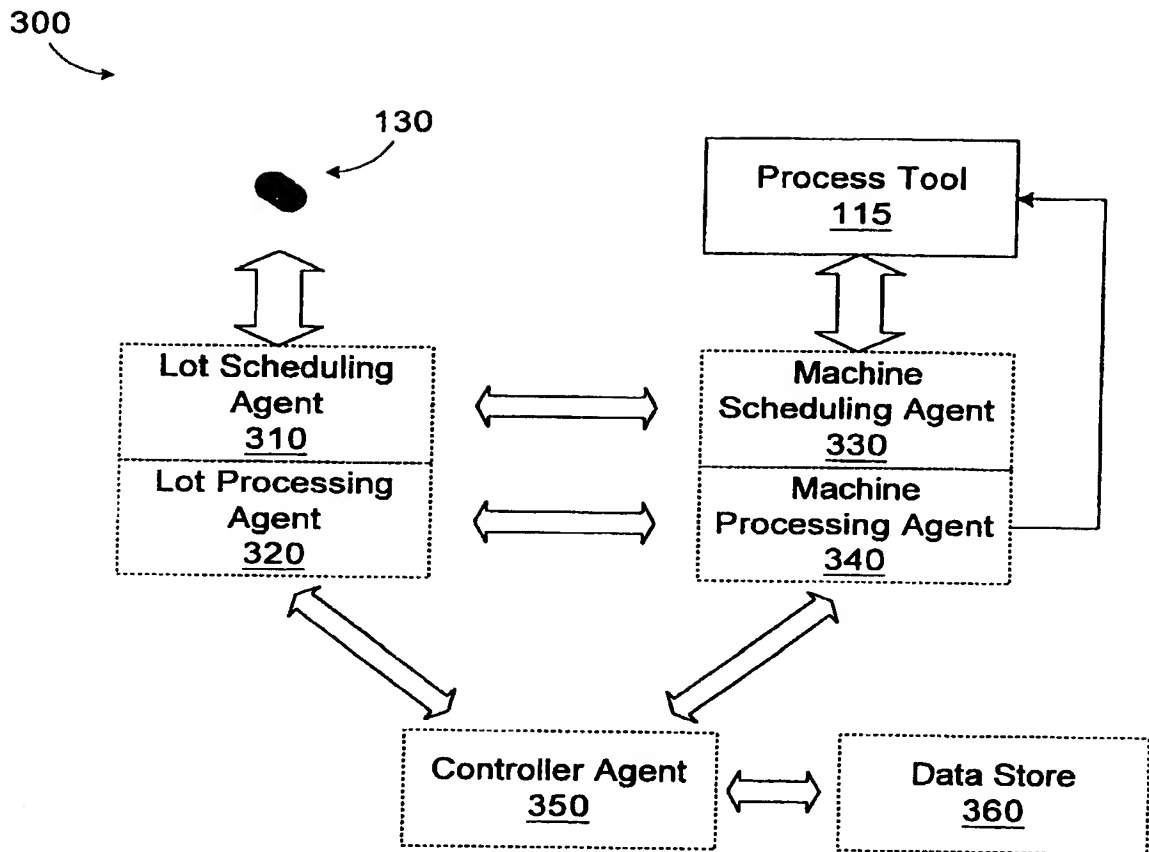 300
130
Process Tool
115
Lot Scheduling
Agent
310
Machine
Scheduling Agent
330
Lot Processing
Agent
320
Machine
Processing Agent
340
Controller Agent
350
Data Store
360